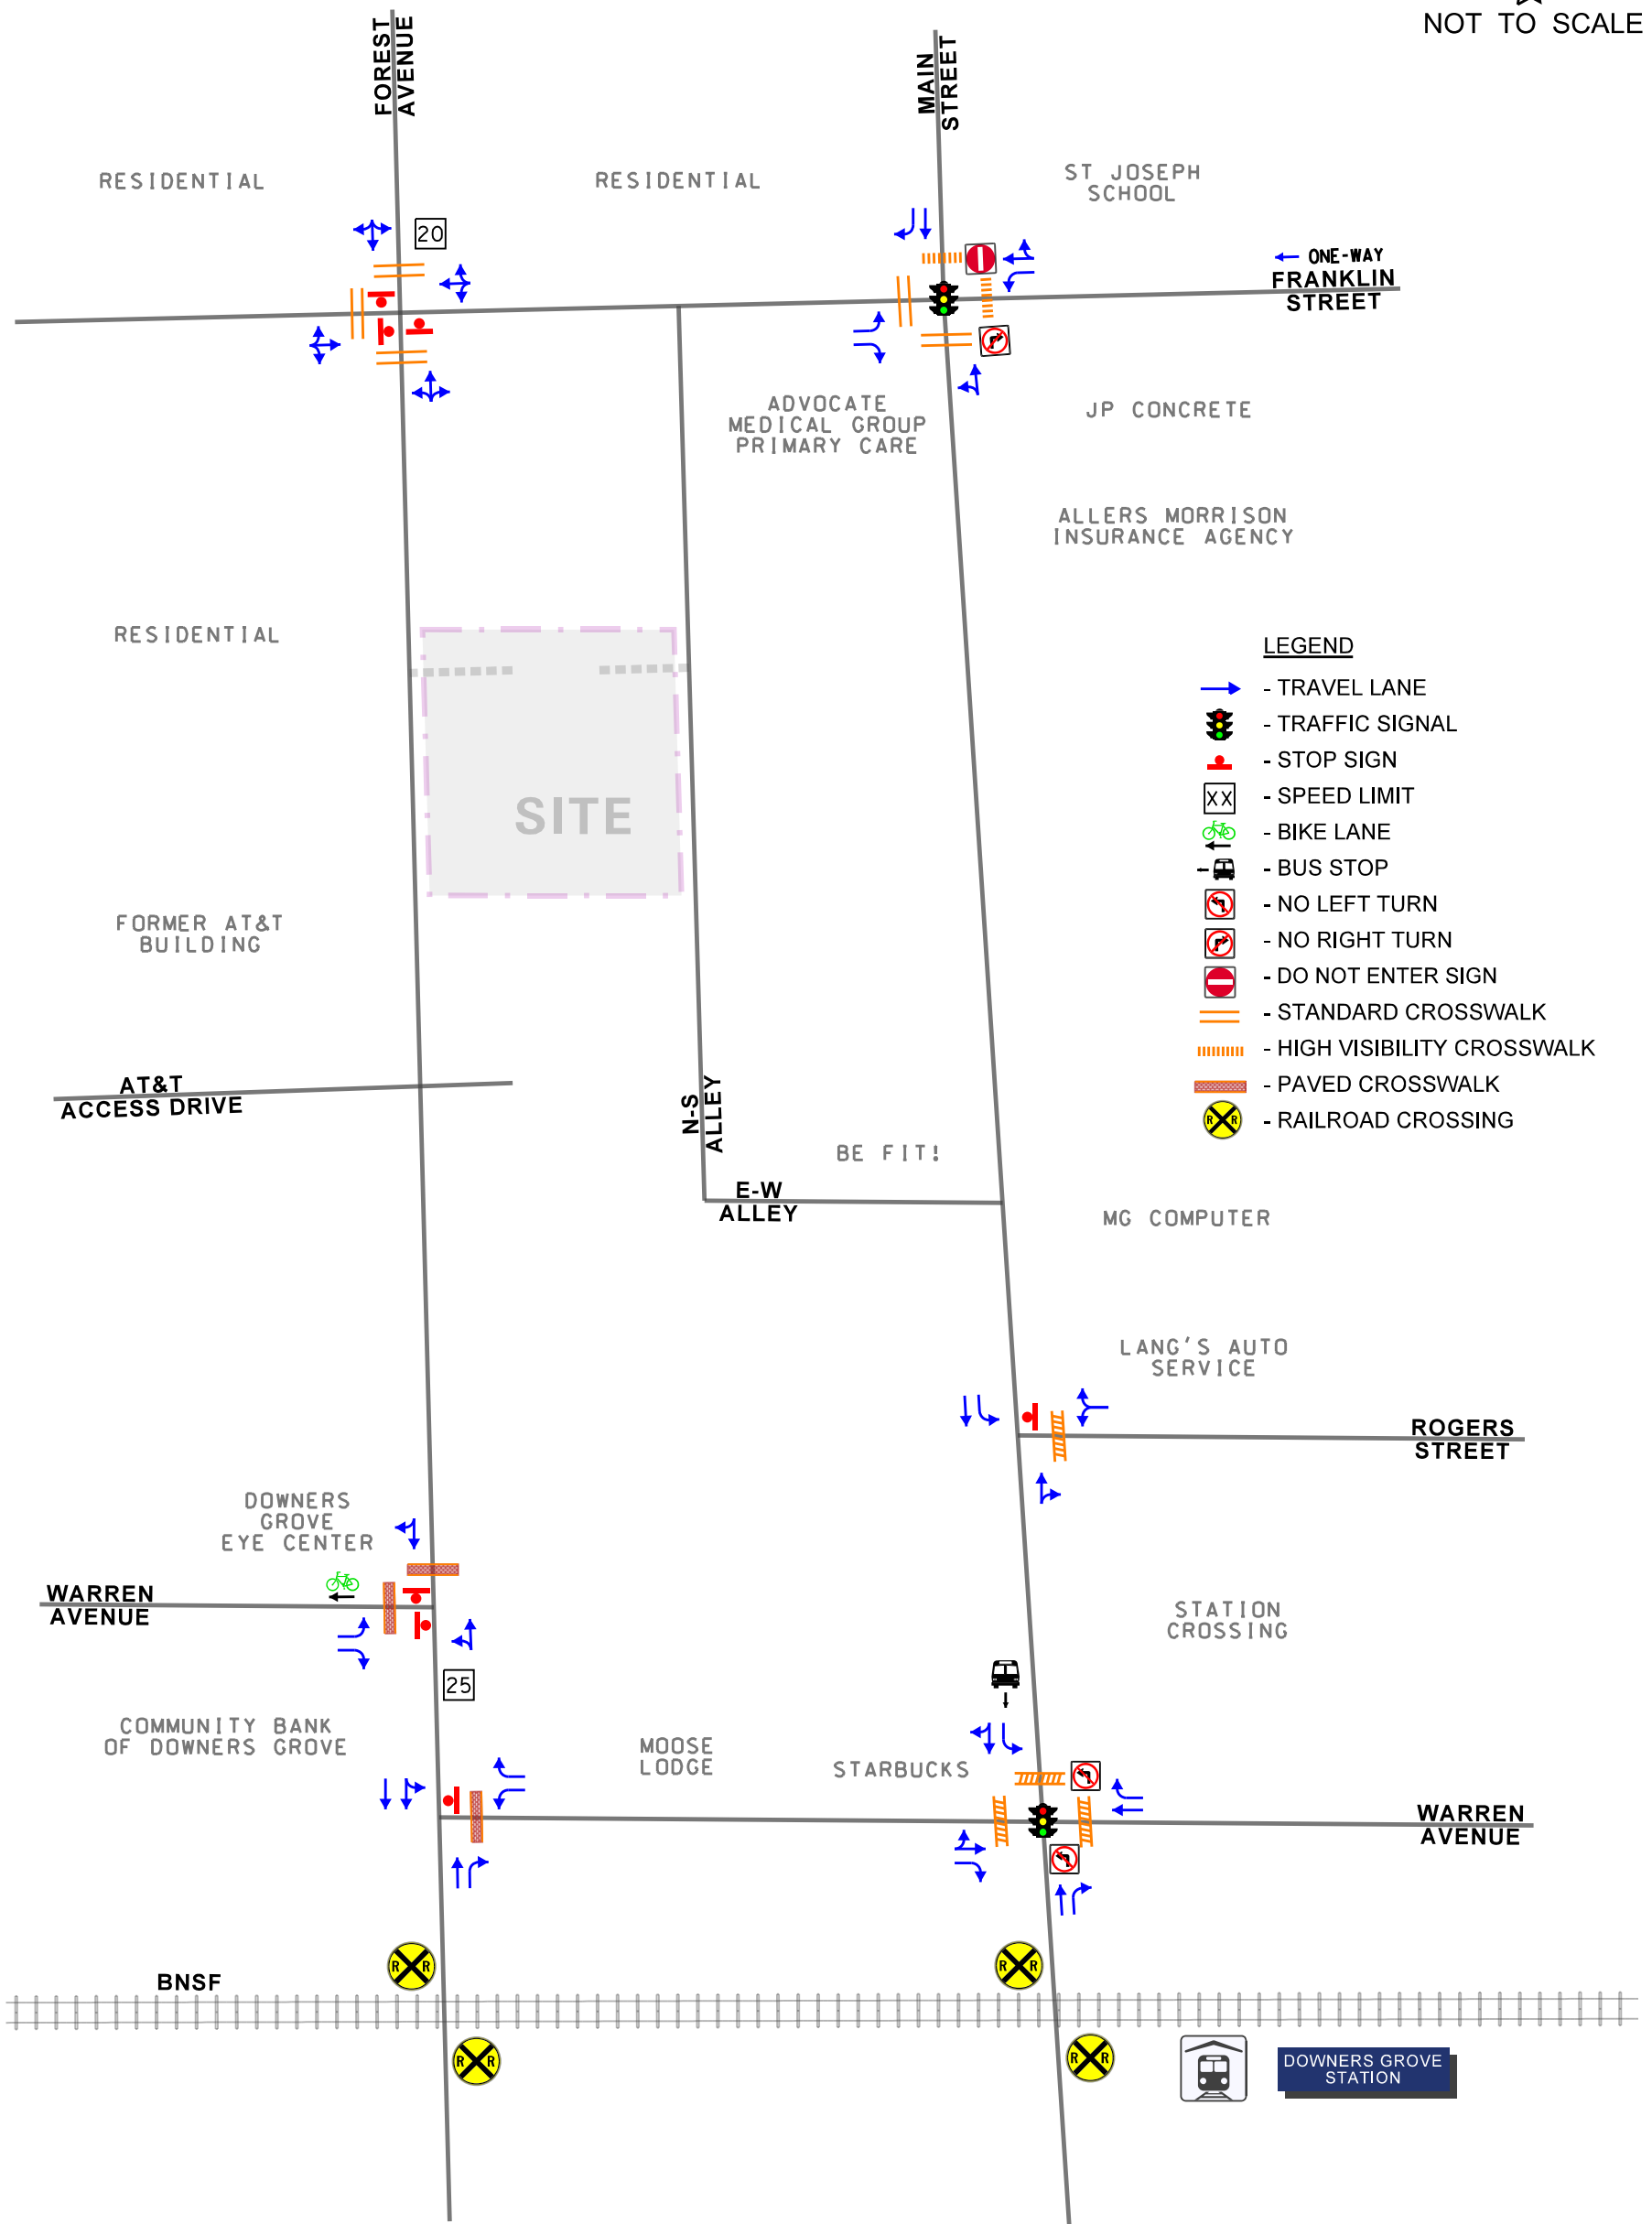 NOT TO SCALE
FOREST
AVENUE
MAIN
STREET
RESIDENTIAL
RESIDENTIAL
ST JOSEPH
SCHOOL
20
ONE-WAY
FRANKLIN
STREET
ADVOCATE
MEDICAL GROUP
PRIMARY CARE
JP CONCRETE
ALLERS MORRISON
INSURANCE AGENCY
RESIDENTIAL
SITE
LEGEND
- TRAVEL LANE
- TRAFFIC SIGNAL
- STOP SIGN
XX - SPEED LIMIT
- BIKE LANE
- BUS STOP
- NO LEFT TURN
- NO RIGHT TURN
- DO NOT ENTER SIGN
- STANDARD CROSSWALK
- HIGH VISIBILITY CROSSWALK
- PAVED CROSSWALK
R R - RAILROAD CROSSING
FORMER AT&T
BUILDING
AT&T
ACCESS DRIVE
N-S
ALLEY
BE FIT!
E-W
ALLEY
MG COMPUTER
LANG'S AUTO
SERVICE
ROGERS
STREET
DOWNERS
GROVE
EYE CENTER
WARREN
AVENUE
STATION
CROSSING
25
COMMUNITY BANK
OF DOWNERS GROVE
MOOSE
LODGE
STARBUCKS
WARREN
AVENUE
R R
R R
BNSF
R R
R R
DOWNERS GROVE
STATION